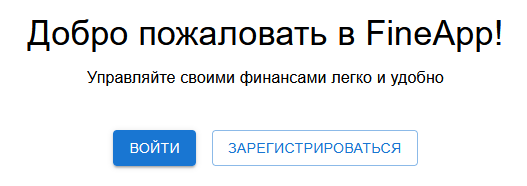 Добро пожаловать в FineApp!
Управляйте своими финансами легко и удобно
ВОЙТИ ЗАРЕГИСТРИРОВАТЬСЯ